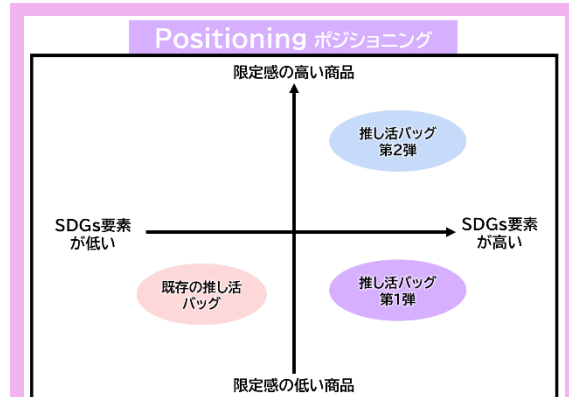 Positioning ポジショニング
限定感の高い商品
推し活バッグ
第2弾
SDGs要素
が低い
SDGs要素
が高い
既存の推し活
バッグ
推し活バッグ
第1弾
限定感の低い商品